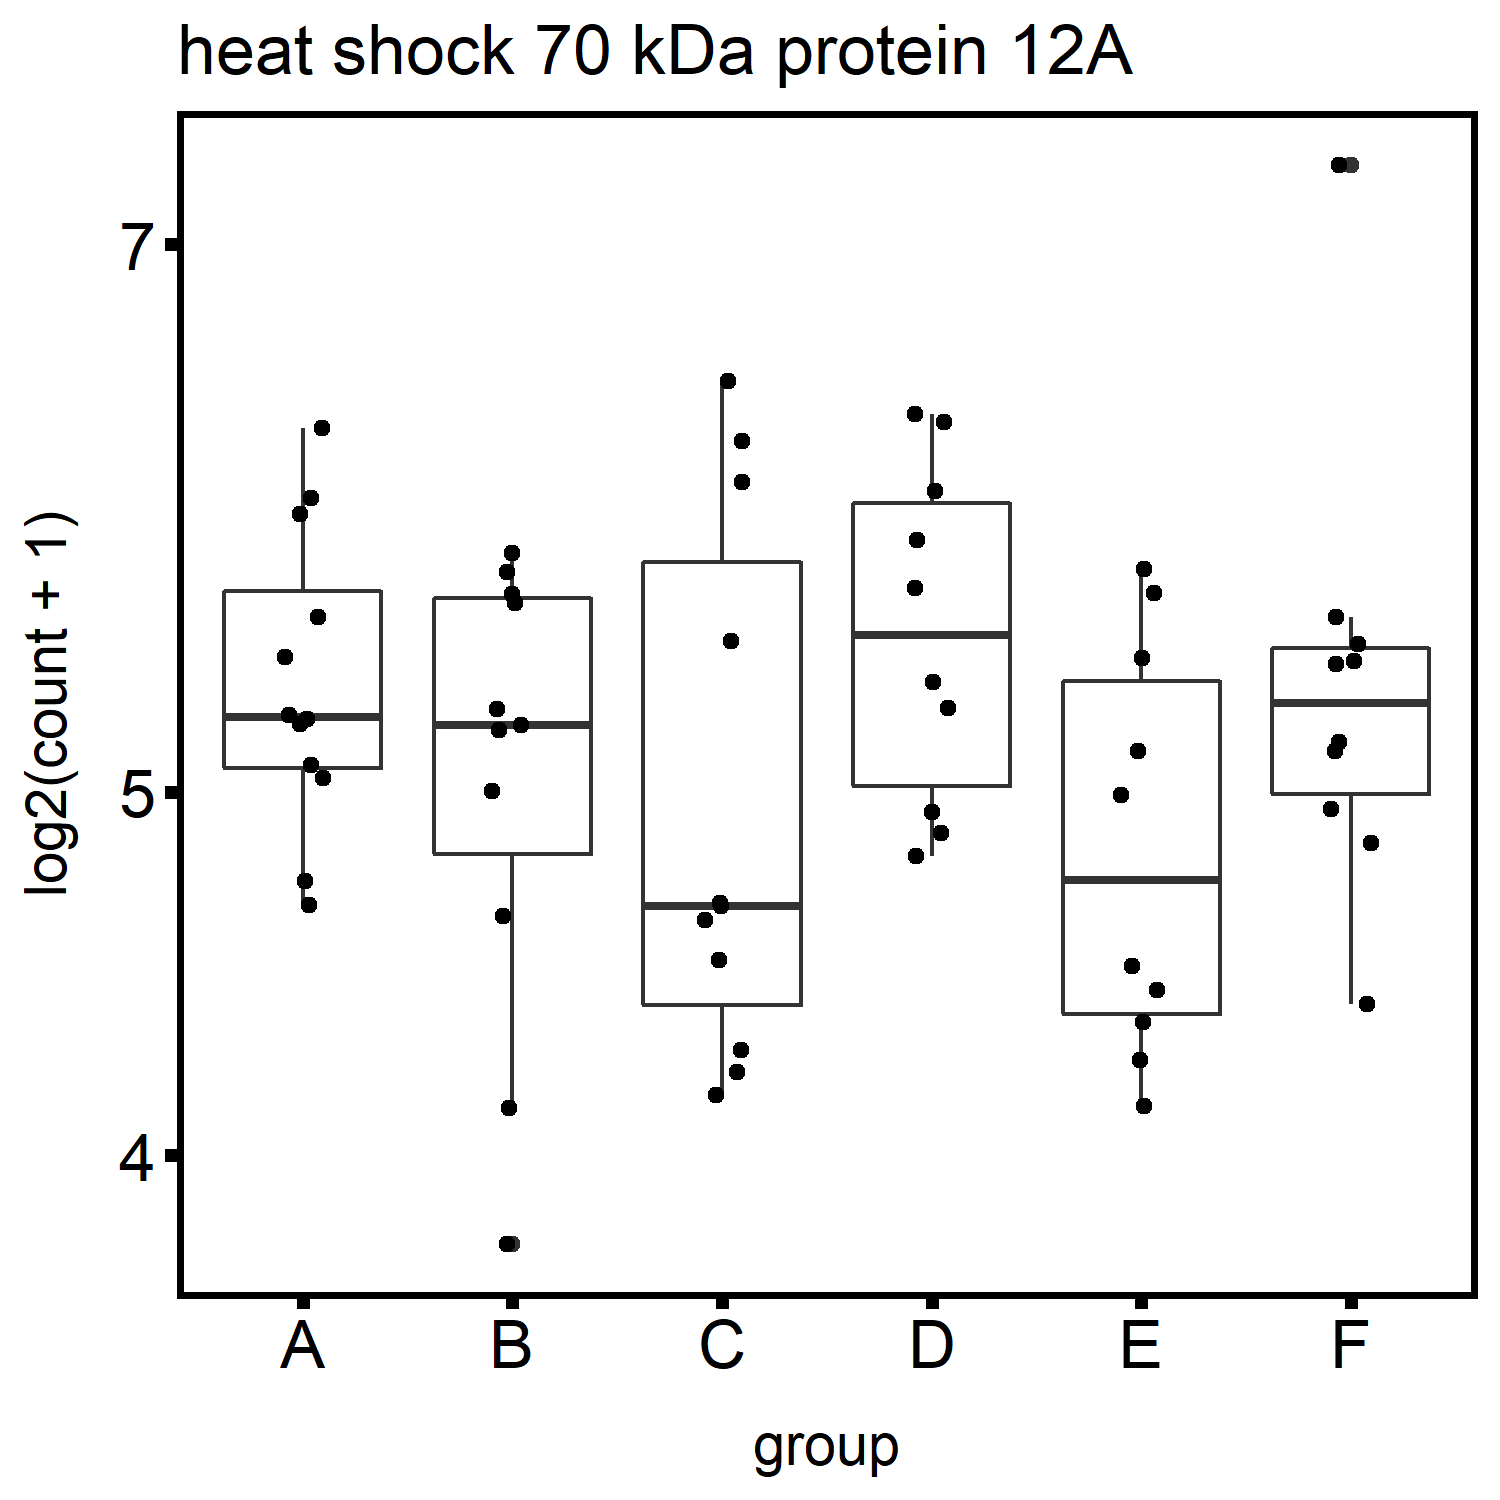 heat shock 70 kDa protein 12A
log2(count + 1)
7
5
4
A B C D E F
group